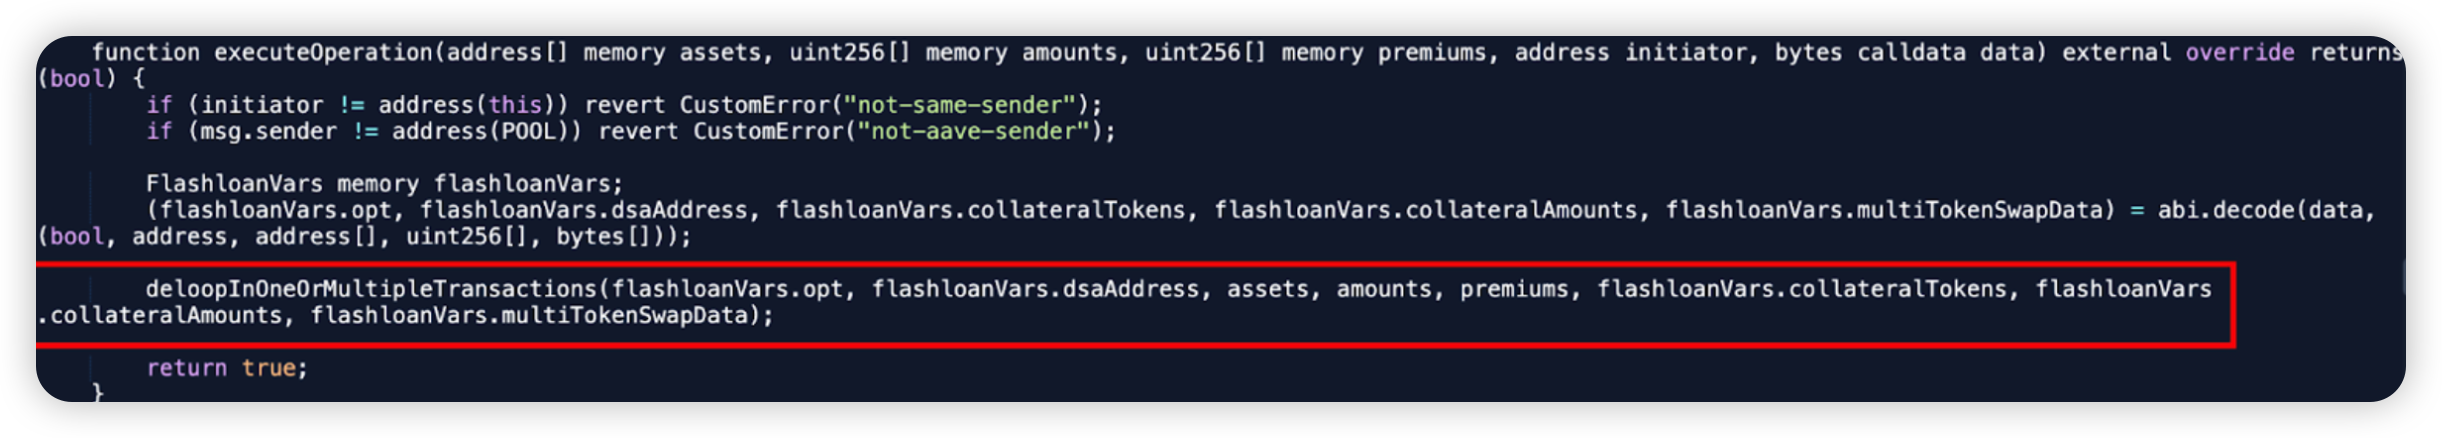 function executeOperation(address[] memory assets, uint256[] memory amounts, uint256[] memory premiums, address initiator, bytes calldata data) external override returns
(bool) {
if (initiator != address(this)) revert CustomError("not-same-sender");
if (msg.sender != address(POOL)) revert CustomError("not-aave-sender");
FlashloanVars memory flashloanVars;
(flashloanVars.opt, flashloanVars.dsaAddress, flashloanVars.collateralTokens, flashloanVars.collateralAmounts, flashloanVars.multiTokenSwapData) = abi.decode(data,
(bool, address, address[], uint256[], bytes[]));
deloopInOneOrMultipleTransactions(flashloanVars.opt, flashloanVars.dsaAddress, assets, amounts, premiums, flashloanVars.collateralTokens, flashloanVars
.collateralAmounts, flashloanVars.multiTokenSwapData);
return true;
}